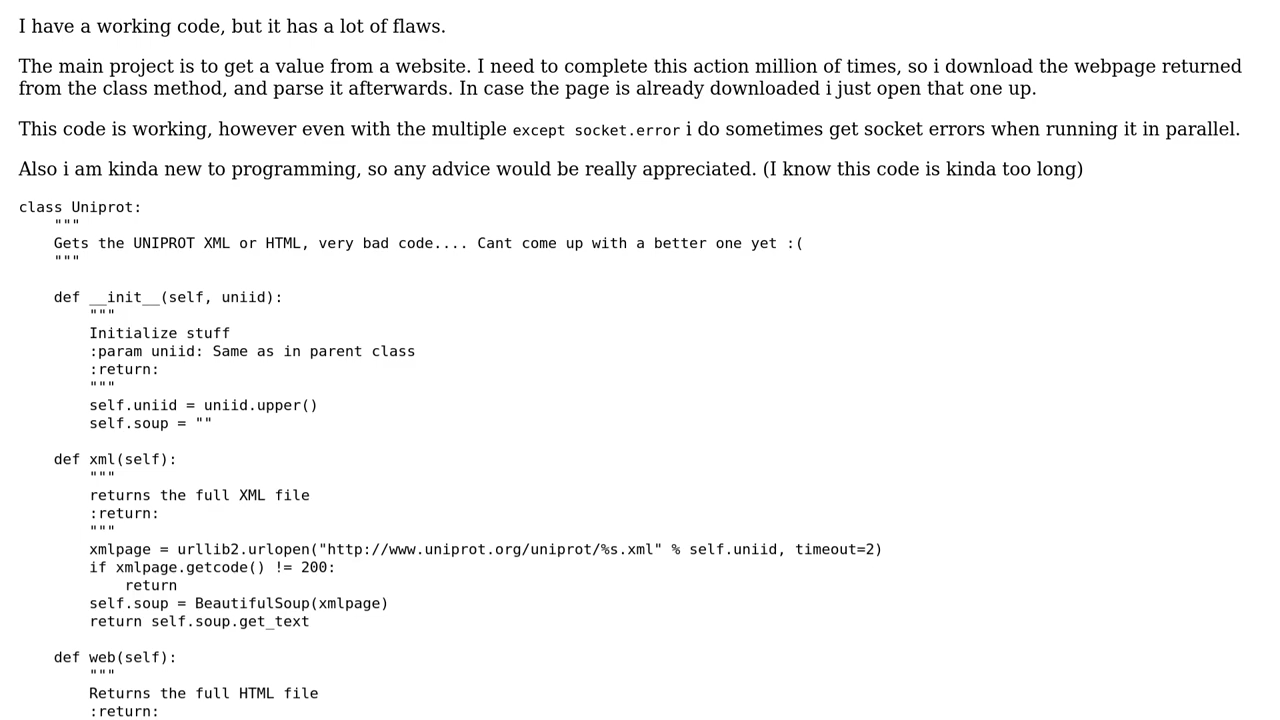 I have a working code, but it has a lot of flaws.
The main project is to get a value from a website. I need to complete this action million of times, so i download the webpage returned
from the class method, and parse it afterwards. In case the page is already downloaded i just open that one up.
This code is working, however even with the multiple except socket.error i do sometimes get socket errors when running it in parallel.
Also i am kinda new to programming, so any advice would be really appreciated. (I know this code is kinda too long)
class Uniprot:
    """
    Gets the UNIPROT XML or HTML, very bad code.... Cant come up with a better one yet :(
    """
    def __init__(self, uniid):
        """
        Initialize stuff
        :param uniid: Same as in parent class
        :return:
        """
        self.uniid = uniid.upper()
        self.soup = ""
    def xml(self):
        """
        returns the full XML file
        :return:
        """
        xmlpage = urllib2.urlopen("http://www.uniprot.org/uniprot/%s.xml" % self.uniid, timeout=2)
        if xmlpage.getcode() != 200:
            return
        self.soup = BeautifulSoup(xmlpage)
        return self.soup.get_text
    def web(self):
        """
        Returns the full HTML file
        :return: